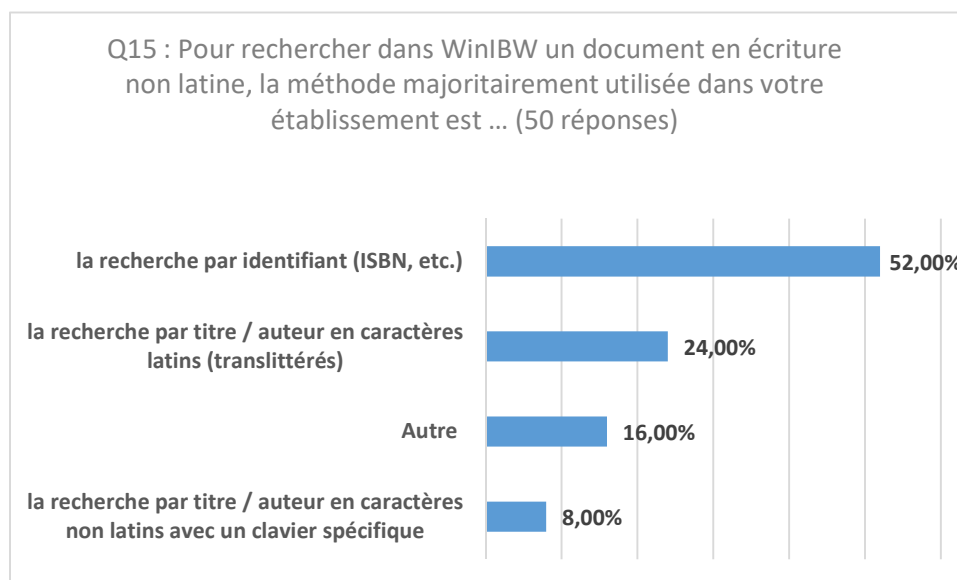 Q15 : Pour rechercher dans WinIBW un document en écriture
non latine, la méthode majoritairement utilisée dans votre
établissement est ... (50 réponses)
la recherche par identifiant (ISBN, etc.)
52,00%
la recherche par titre / auteur en caractères
latins (translittérés)
24,00%
Autre
16,00%
la recherche par titre / auteur en caractères
non latins avec un clavier spécifique
8,00%